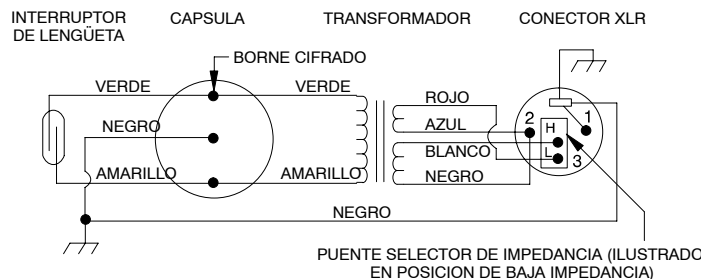 INTERRUPTOR
DE LENGÜETA
CAPSULA
TRANSFORMADOR
CONECTOR XLR
BORNE CIFRADO
VERDE
VERDE
ROJO
NEGRO
AZUL
2
H
1
BLANCO
L
3
AMARILLO
AMARILLO
NEGRO
NEGRO
PUENTE SELECTOR DE IMPEDANCIA (ILUSTRADO
EN POSICION DE BAJA IMPEDANCIA)